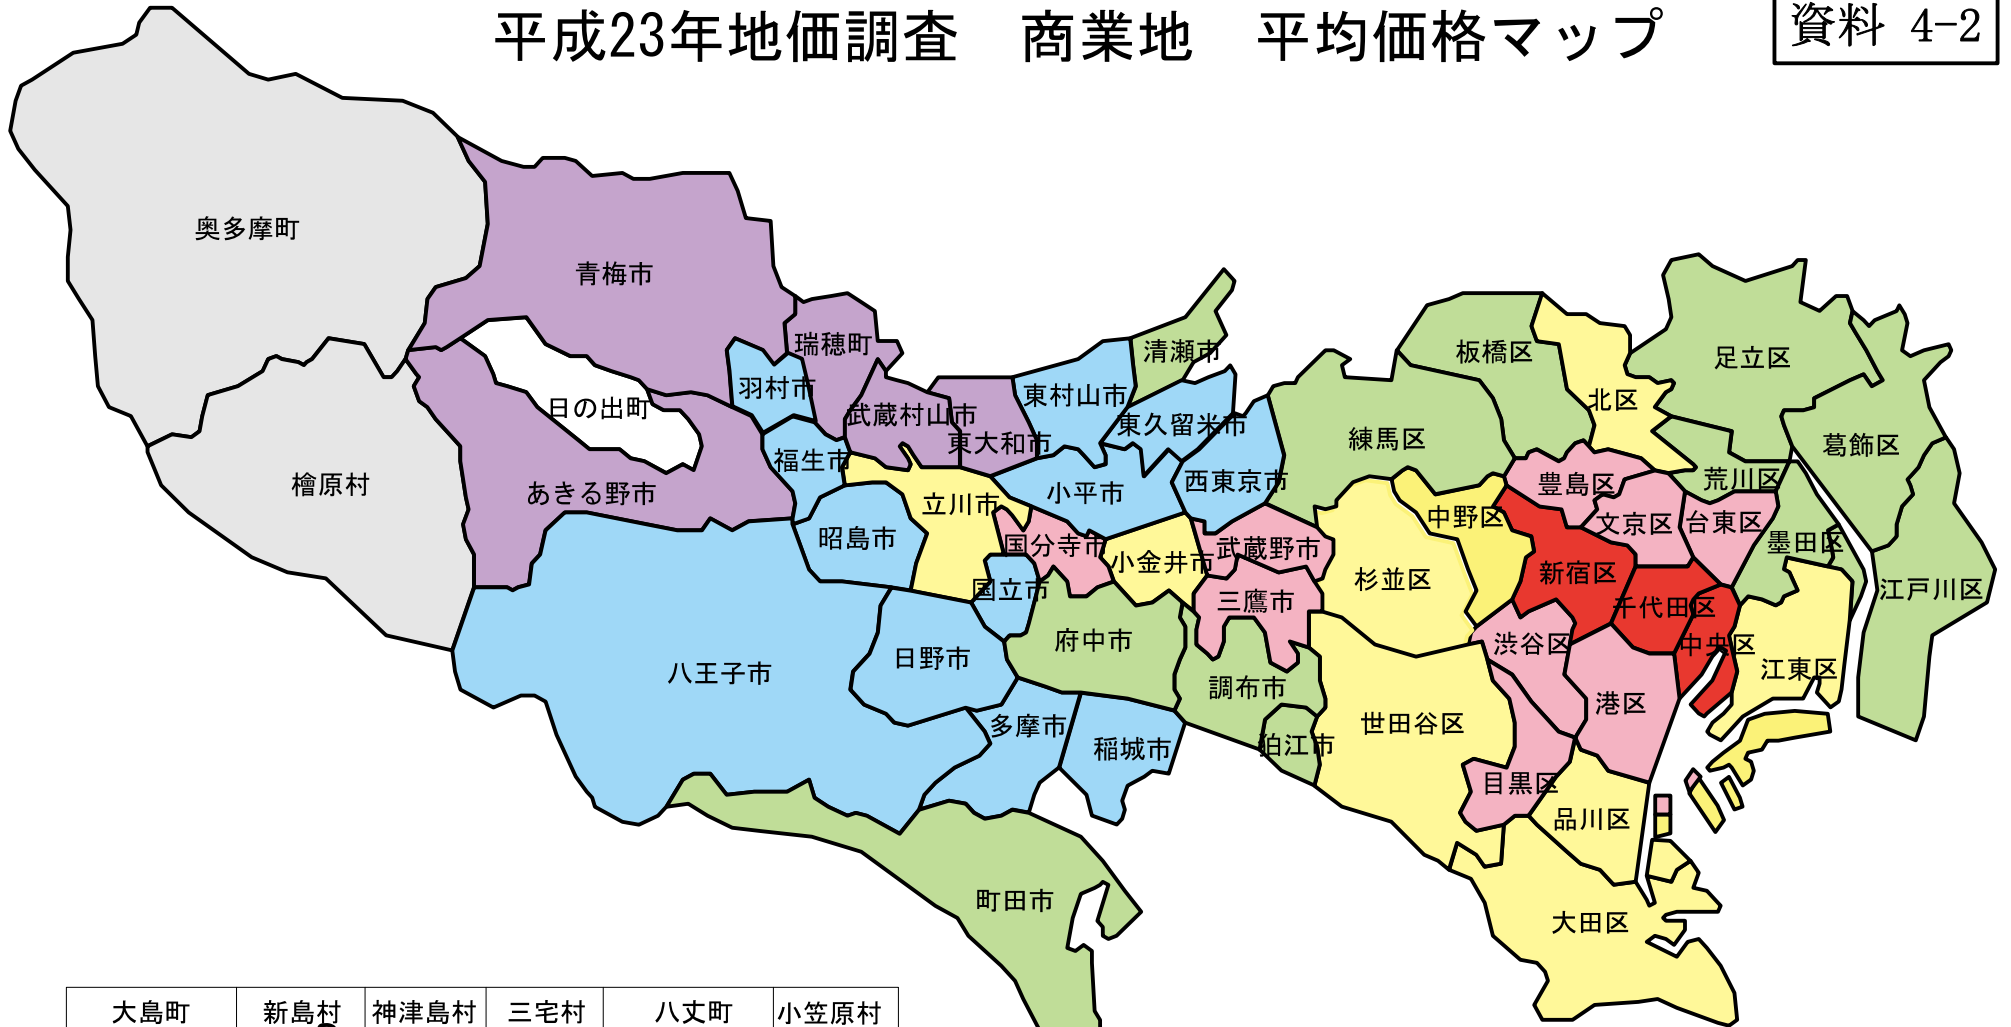 平成23年地価調査　商業地　平均価格マップ
資料 4-2
奥多摩町
青梅市
瑞穂町
羽村市
日の出町
武蔵村山市
東大和市
東村山市
清瀬市
東久留米市
檜原村
あきる野市
福生市
昭島市
立川市
小平市
西東京市
国分寺市
小金井市
武蔵野市
三鷹市
国立市
府中市
調布市
狛江市
八王子市
日野市
多摩市
稲城市
町田市
板橋区
北区
足立区
葛飾区
練馬区
豊島区
荒川区
文京区
台東区
墨田区
江戸川区
中野区
杉並区
新宿区
千代田区
中央区
江東区
渋谷区
港区
世田谷区
目黒区
品川区
大田区
大島町 新島村 神津島村 三宅村 八丈町 小笠原村